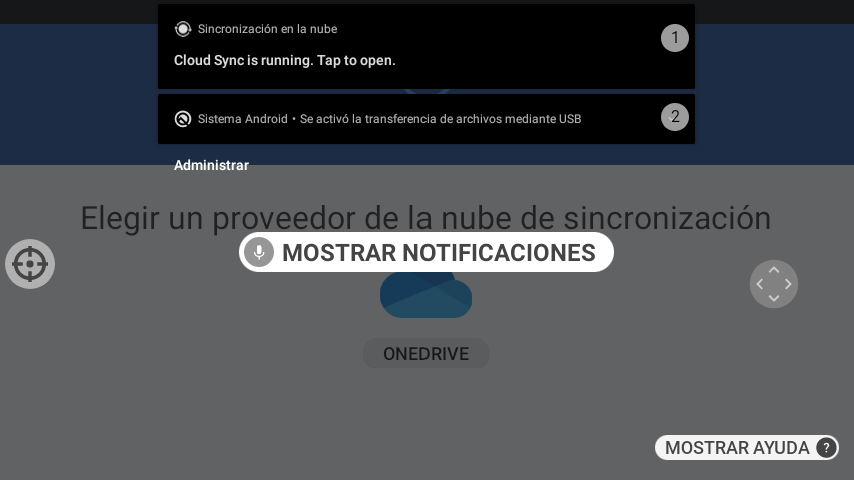 Sincronización en la nube
1
Cloud Sync is running. Tap to open.
Sistema Android • Se activó la transferencia de archivos mediante USB
2
Administrar
Elegir un proveedor de la nube de sincronización
MOSTRAR NOTIFICACIONES
ONEDRIVE
MOSTRAR AYUDA ?